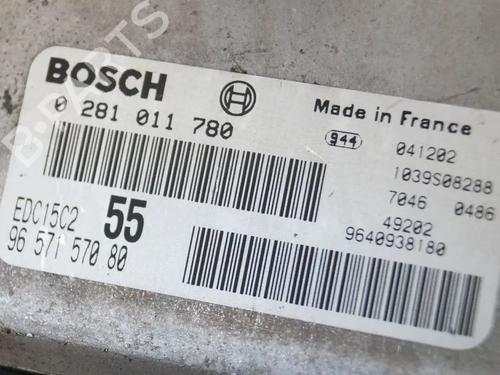 BOSCH
0 281 011 780
Made in France
944 041202
1039S08288
7046 0486
49202
9640938180
EDC15C2 55
96 571 570 80
B-PARTS